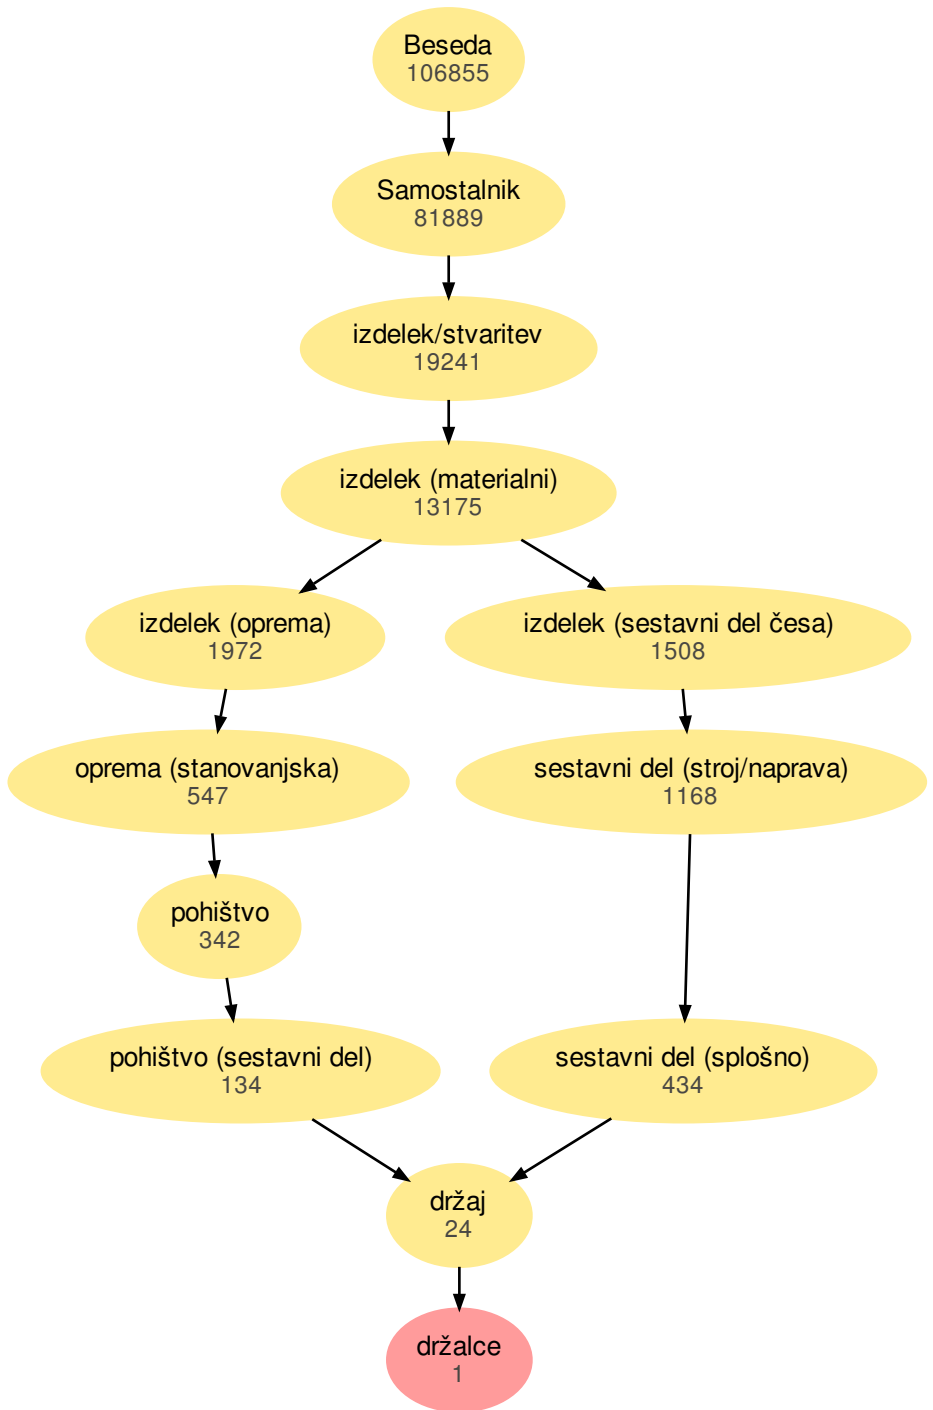 Beseda
106855
Samostalnik
81889
izdelek/stvaritev
19241
izdelek (materialni)
13175
izdelek (oprema)
1972
izdelek (sestavni del česa)
1508
oprema (stanovanjska)
547
sestavni del (stroj/naprava)
1168
pohištvo
342
pohištvo (sestavni del)
134
sestavni del (splošno)
434
držaj
24
držalce
1